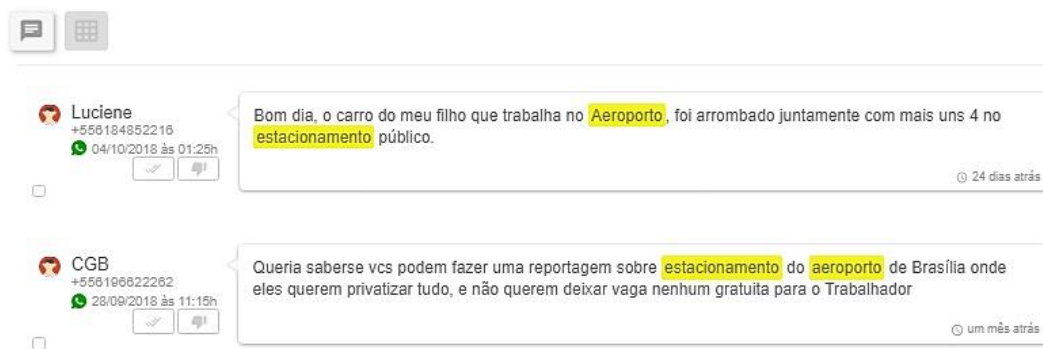 Luciene
+556184852216
04/10/2018 às 01:25h
Bom dia, o carro do meu filho que trabalha no Aeroporto, foi arrombado juntamente com mais uns 4 no
estacionamento público.
24 dias atrás
CGB
+556196622262
28/09/2018 às 11:15h
Queria saberse vcs podem fazer uma reportagem sobre estacionamento do aeroporto de Brasília onde
eles querem privatizar tudo, e não querem deixar vaga nenhum gratuita para o Trabalhador
um mês atrás